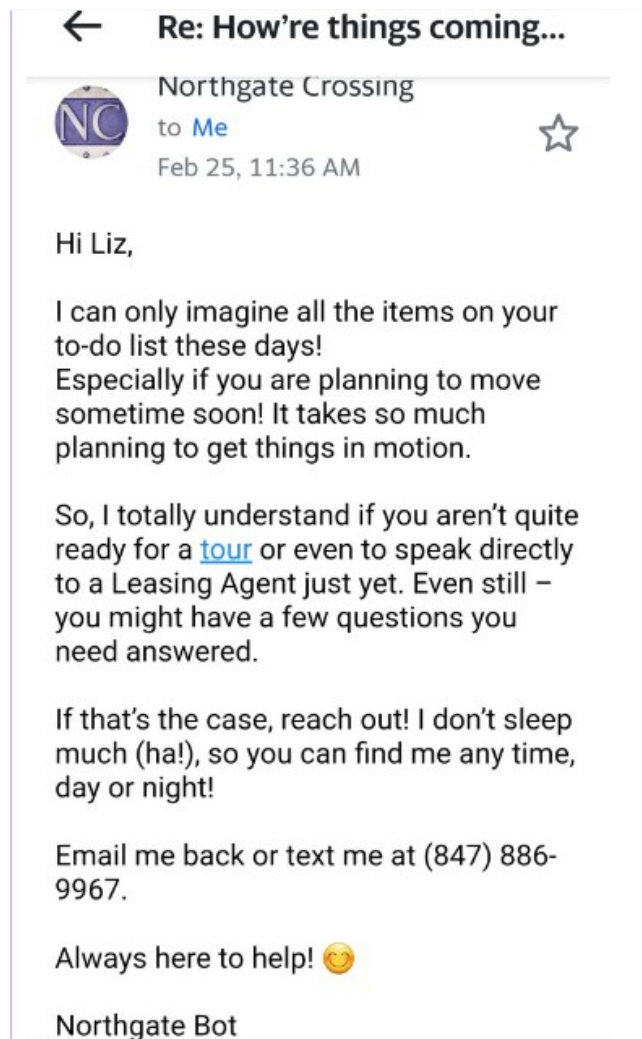 Re: How're things coming...
Northgate Crossing
NC
to Me
Feb 25, 11:36 AM
Hi Liz,
I can only imagine all the items on your
to-do list these days!
Especially if you are planning to move
sometime soon! It takes so much
planning to get things in motion.
So, I totally understand if you aren't quite
ready for a tour or even to speak directly
to a Leasing Agent just yet. Even still –
you might have a few questions you
need answered.
If that's the case, reach out! I don't sleep
much (ha!), so you can find me any time,
day or night!
Email me back or text me at (847) 886-
9967.
Always here to help! 😊
Northgate Bot